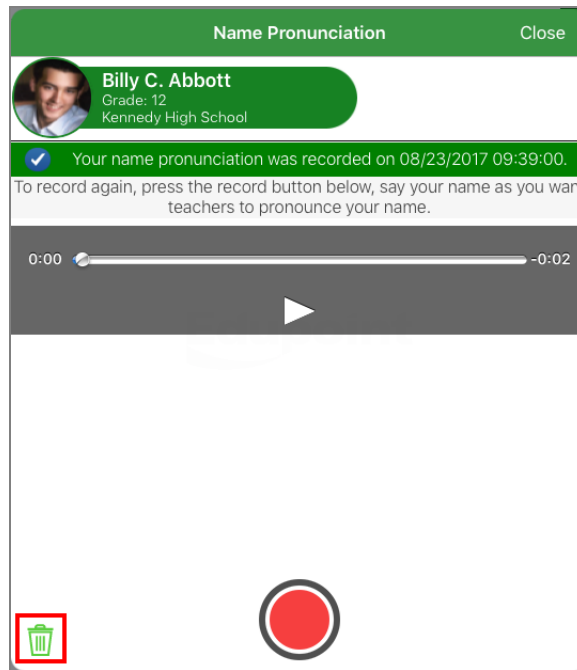 Name Pronunciation
Close
Billy C. Abbott
Grade: 12
Kennedy High School
Your name pronunciation was recorded on 08/23/2017 09:39:00.
To record again, press the record button below, say your name as you wan
teachers to pronounce your name.
0:00
-0:02